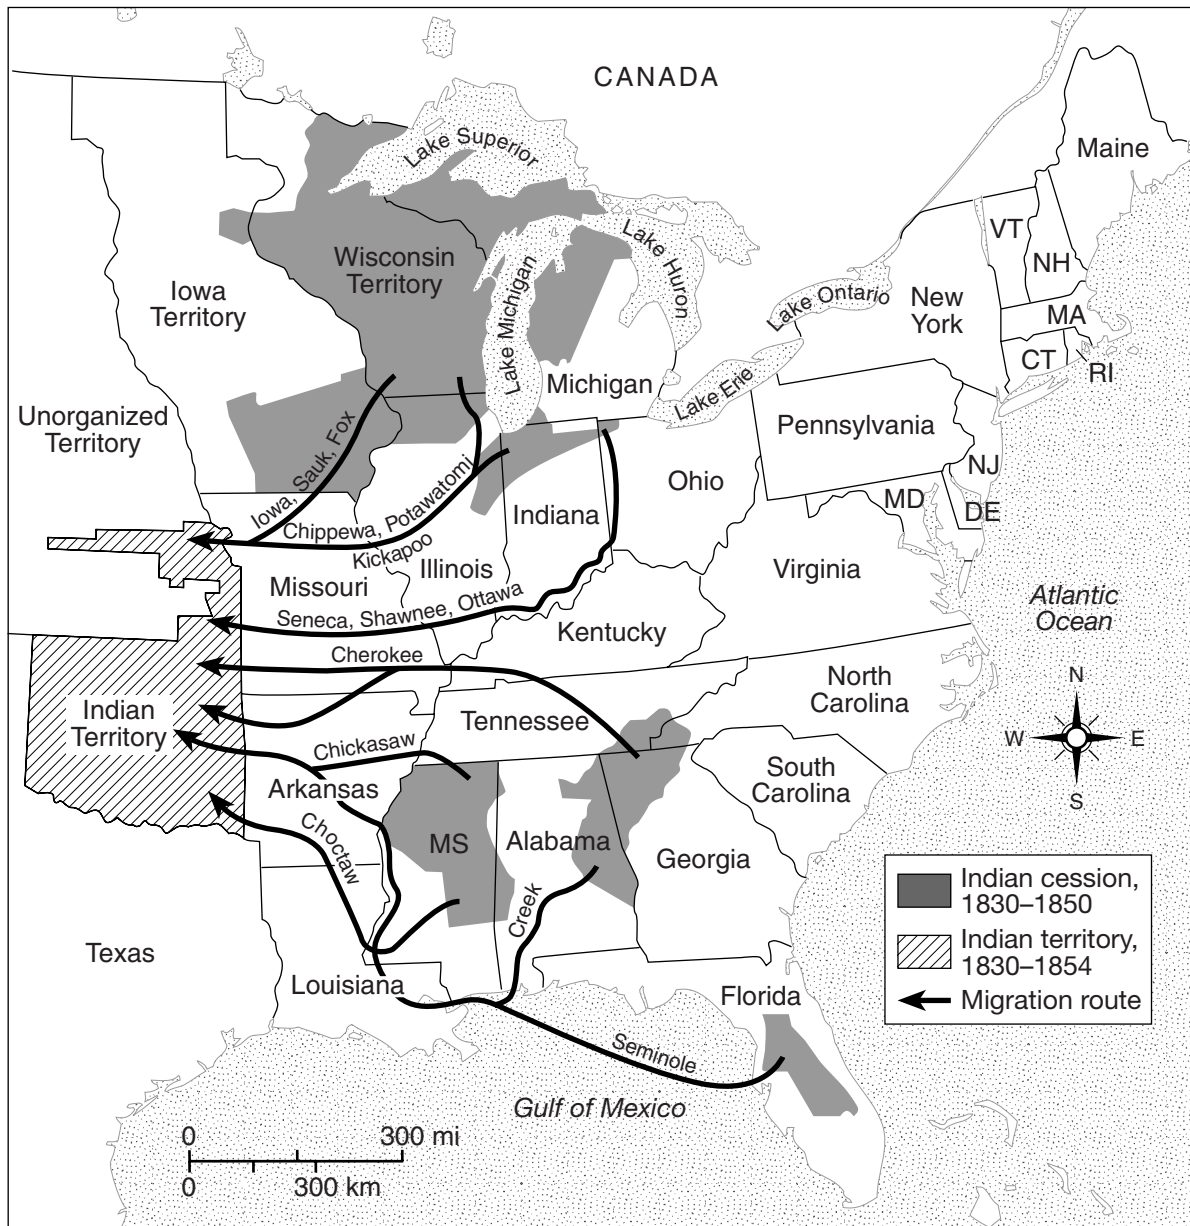 CANADA
Lake Superior
Maine
VT
NH
Lake Huron
Wisconsin
Territory
Lake Michigan
Iowa
Territory
Lake Ontario
New
York
MA
CT
RI
Michigan
Lake Erie
Unorganized
Territory
Pennsylvania
NJ
Iowa, Sauk, Fox
Ohio
MD
DE
Chippewa, Potawatomi
Kickapoo
Indiana
Missouri
Illinois
Virginia
Seneca, Shawnee, Ottawa
Kentucky
Atlantic
Ocean
Cherokee
North
Carolina
N
W
E
S
Indian
Territory
Tennessee
Chickasaw
South
Carolina
Arkansas
Choctaw
MS
Alabama
Georgia
Creek
Indian cession,
1830–1850
Indian territory,
1830–1854
Migration route
Texas
Louisiana
Florida
Seminole
Gulf of Mexico
0
300 mi
0
300 km